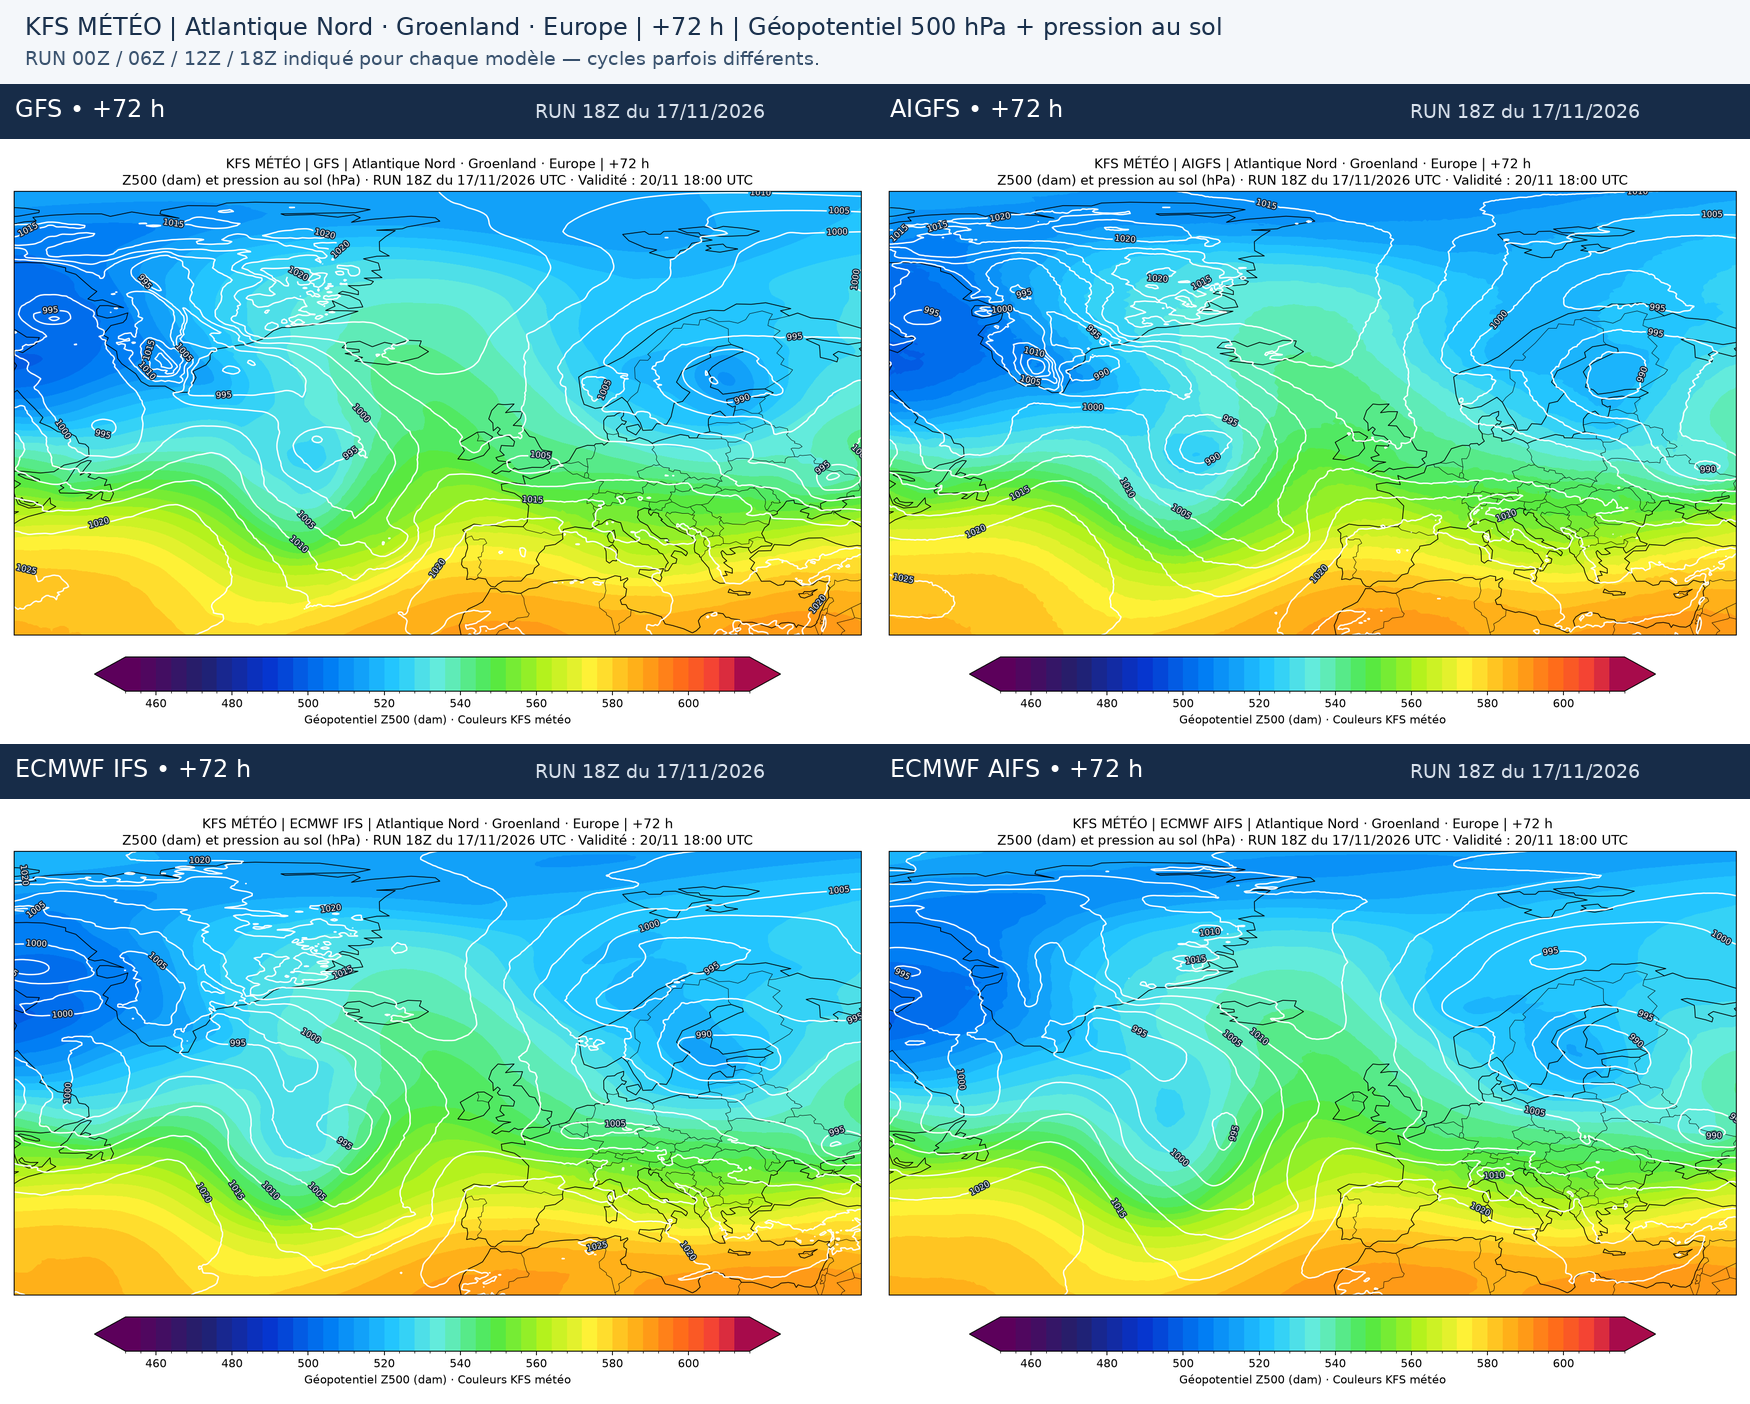 KFS MÉTÉO | Atlantique Nord · Groenland · Europe | +72 h | Géopotentiel 500 hPa + pression au sol
RUN 00Z / 06Z / 12Z / 18Z indiqué pour chaque modèle — cycles parfois différents.
GFS • +72 h
RUN 18Z du 17/11/2026
AIGFS • +72 h
RUN 18Z du 17/11/2026
KFS MÉTÉO | GFS | Atlantique Nord · Groenland · Europe | +72 h
Z500 (dam) et pression au sol (hPa) · RUN 18Z du 17/11/2026 UTC · Validité : 20/11 18:00 UTC
KFS MÉTÉO | AIGFS | Atlantique Nord · Groenland · Europe | +72 h
Z500 (dam) et pression au sol (hPa) · RUN 18Z du 17/11/2026 UTC · Validité : 20/11 18:00 UTC
460 480 500 520 540 560 580 600
Géopotentiel Z500 (dam) · Couleurs KFS météo
460 480 500 520 540 560 580 600
Géopotentiel Z500 (dam) · Couleurs KFS météo
ECMWF IFS • +72 h
RUN 18Z du 17/11/2026
ECMWF AIFS • +72 h
RUN 18Z du 17/11/2026
KFS MÉTÉO | ECMWF IFS | Atlantique Nord · Groenland · Europe | +72 h
Z500 (dam) et pression au sol (hPa) · RUN 18Z du 17/11/2026 UTC · Validité : 20/11 18:00 UTC
KFS MÉTÉO | ECMWF AIFS | Atlantique Nord · Groenland · Europe | +72 h
Z500 (dam) et pression au sol (hPa) · RUN 18Z du 17/11/2026 UTC · Validité : 20/11 18:00 UTC
460 480 500 520 540 560 580 600
Géopotentiel Z500 (dam) · Couleurs KFS météo
460 480 500 520 540 560 580 600
Géopotentiel Z500 (dam) · Couleurs KFS météo